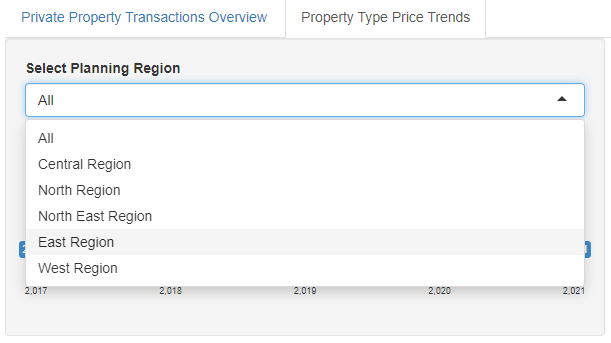 Private Property Transactions Overview
Property Type Price Trends
Select Planning Region
All
All
Central Region
North Region
North East Region
East Region
West Region
2,017 2,018 2,019 2,020 2,021